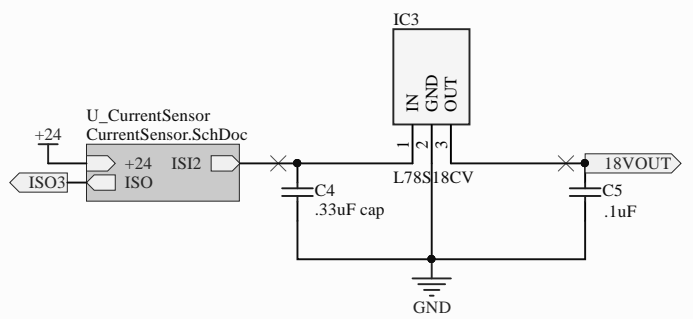 IC3
IN
GND
OUT
1
2
3
L78S18CV
U_CurrentSensor
CurrentSensor.SchDoc
+24
+24
ISI2
ISO3
ISO
18VOUT
C4
.33uF cap
C5
.1uF
GND